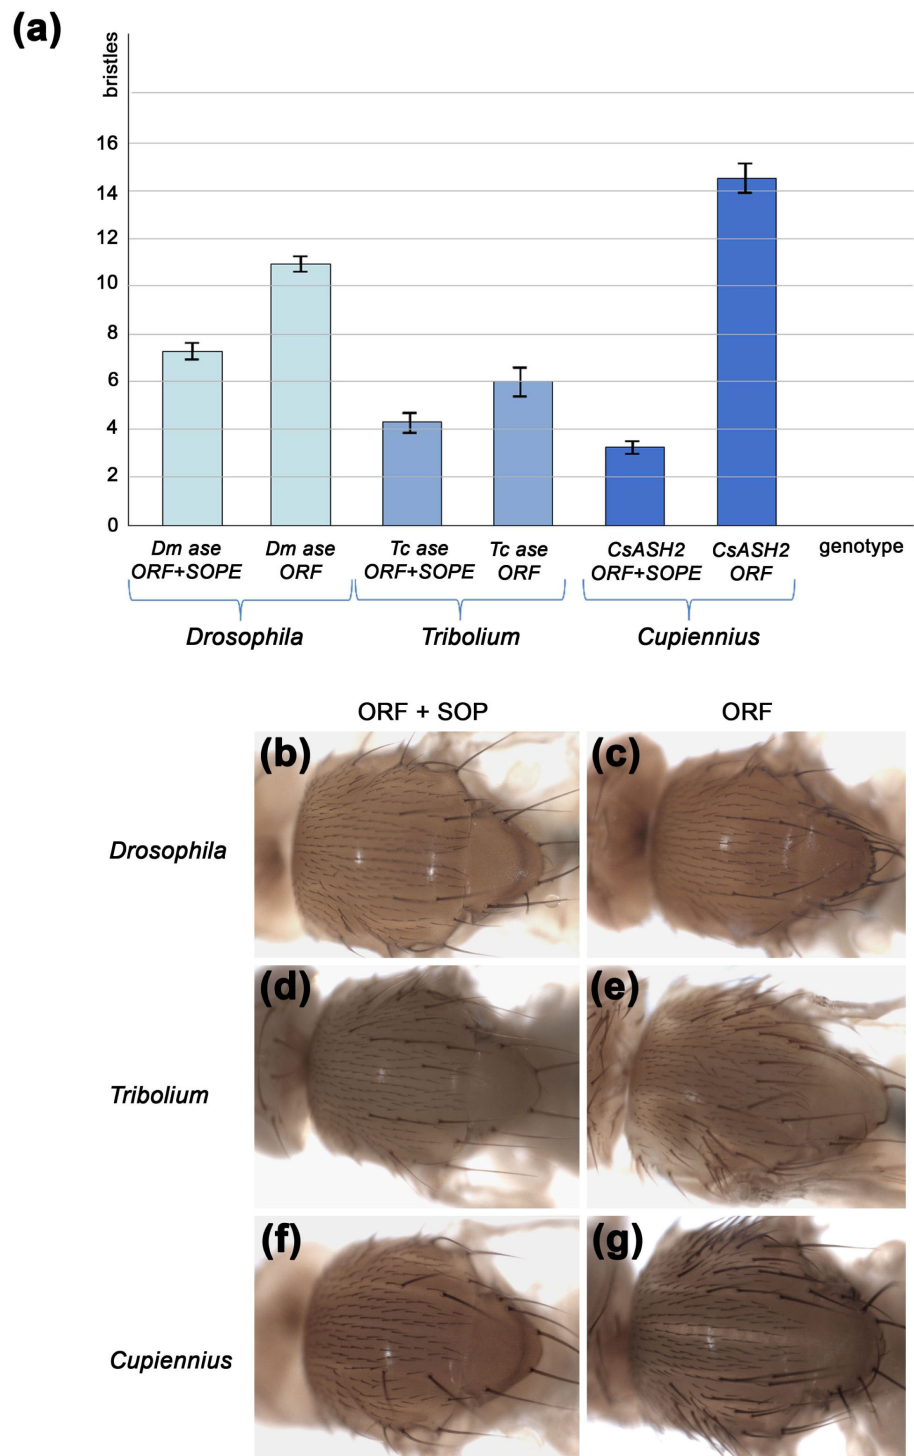 (a)
bristles
16
14
12
10
8
6
4
2
0
Dm ase
ORF+SOPE
Dm ase
ORF
Tc ase
ORF+SOPE
Tc ase
ORF
CsASH2
ORF+SOPE
CsASH2
ORF
genotype
Drosophila
Tribolium
Cupiennius
ORF + SOP
ORF
(b)
(c)
Drosophila
(d)
(e)
Tribolium
(f)
(g)
Cupiennius